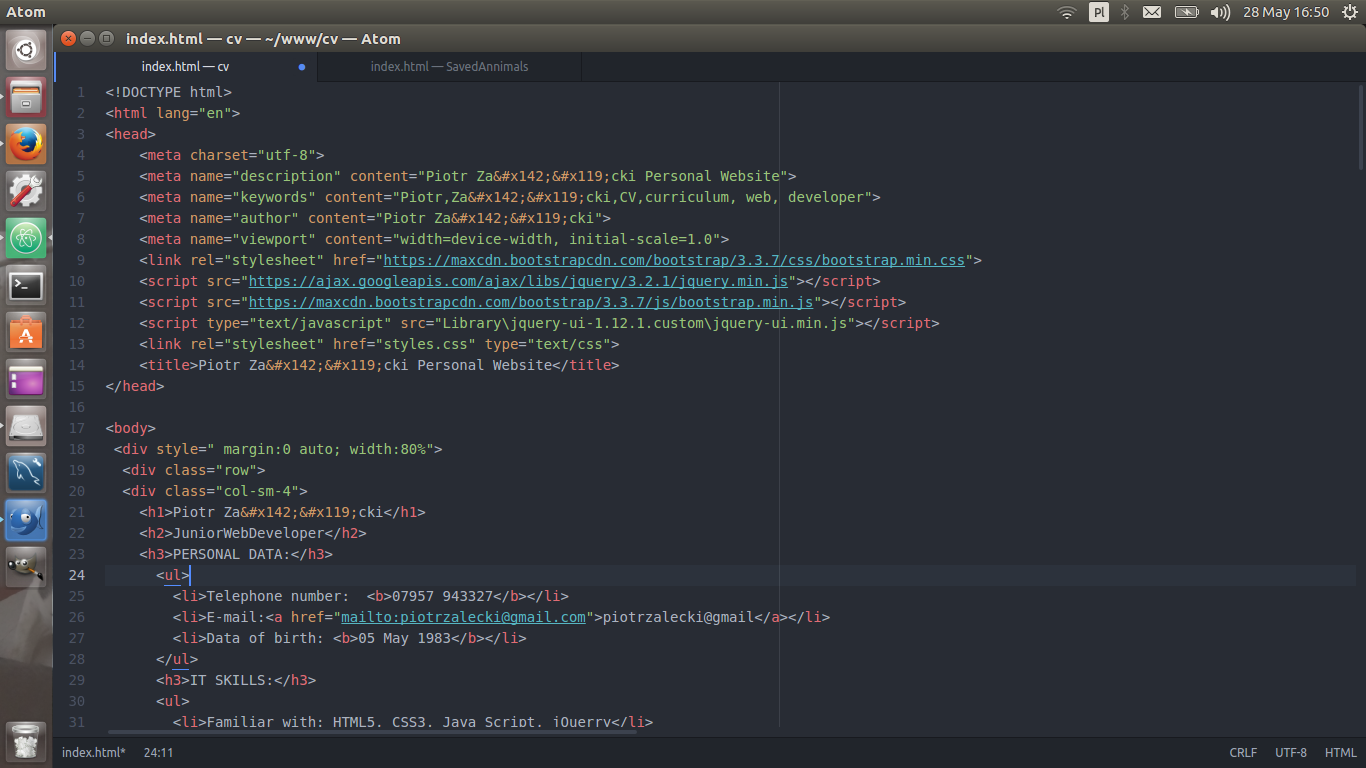 Atom
Pl
28 May 16:50
index.html — cv — ~/www/cv — Atom
index.html — cv
index.html — SavedAnnimals
1 <!DOCTYPE html>
2 <html lang="en">
3 <head>
4 <meta charset="utf-8">
5 <meta name="description" content="Piotr Za&#x142;&#x119;cki Personal Website">
6 <meta name="keywords" content="Piotr,Za&#x142;&#x119;cki,CV,curriculum, web, developer">
7 <meta name="author" content="Piotr Za&#x142;&#x119;cki">
8 <meta name="viewport" content="width=device-width, initial-scale=1.0">
9 <link rel="stylesheet" href="https://maxcdn.bootstrapcdn.com/bootstrap/3.3.7/css/bootstrap.min.css">
10 <script src="https://ajax.googleapis.com/ajax/libs/jquery/3.2.1/jquery.min.js"></script>
11 <script src="https://maxcdn.bootstrapcdn.com/bootstrap/3.3.7/js/bootstrap.min.js"></script>
12 <script type="text/javascript" src="Library\jquery-ui-1.12.1.custom\jquery-ui.min.js"></script>
13 <link rel="stylesheet" href="styles.css" type="text/css">
14 <title>Piotr Za&#x142;&#x119;cki Personal Website</title>
15 </head>
16
17 <body>
18 <div style=" margin:0 auto; width:80%">
19 <div class="row">
20 <div class="col-sm-4">
21 <h1>Piotr Za&#x142;&#x119;cki</h1>
22 <h2>JuniorWebDeveloper</h2>
23 <h3>PERSONAL DATA:</h3>
24 <ul>
25 <li>Telephone number:  <b>07957 943327</b></li>
26 <li>E-mail:<a href="mailto:piotrzalecki@gmail.com">piotrzalecki@gmail</a></li>
27 <li>Data of birth: <b>05 May 1983</b></li>
28 </ul>
29 <h3>IT SKILLS:</h3>
30 <ul>
31 <li>Familiar with: HTML5, CSS3, Java Script, jQuerry</li>
index.html* 24:11
CRLF UTF-8 HTML